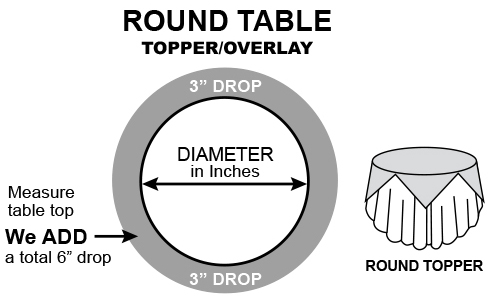 ROUND TABLE
TOPPER/OVERLAY
3” DROP
DIAMETER
in Inches
Measure
table top
We ADD
a total 6” drop
3” DROP
ROUND TOPPER